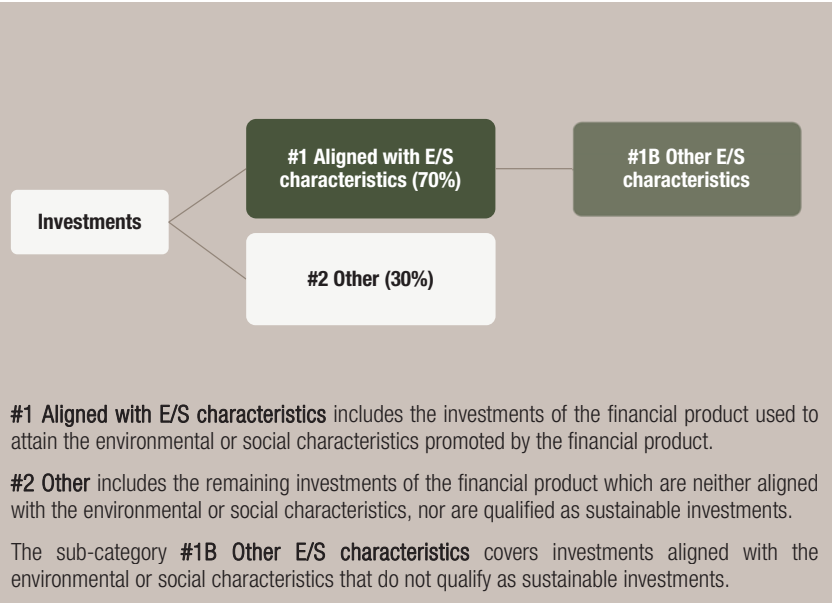 #1 Aligned with E/S
characteristics (70%)
#1B Other E/S
characteristics
Investments
#2 Other (30%)
#1 Aligned with E/S characteristics includes the investments of the financial product used to
attain the environmental or social characteristics promoted by the financial product.
#2 Other includes the remaining investments of the financial product which are neither aligned
with the environmental or social characteristics, nor are qualified as sustainable investments.
The sub-category #1B Other E/S characteristics covers investments aligned with the
environmental or social characteristics that do not qualify as sustainable investments.